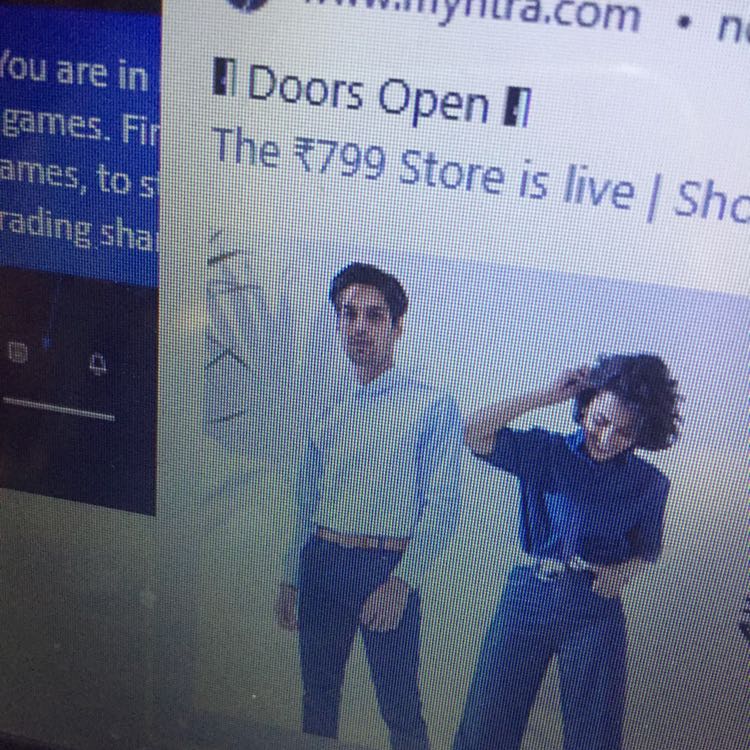 www.myntra.com •
Doors Open
The ₹799 Store is live | Sho
You are in
games. Fir
ames, to s
rading sha